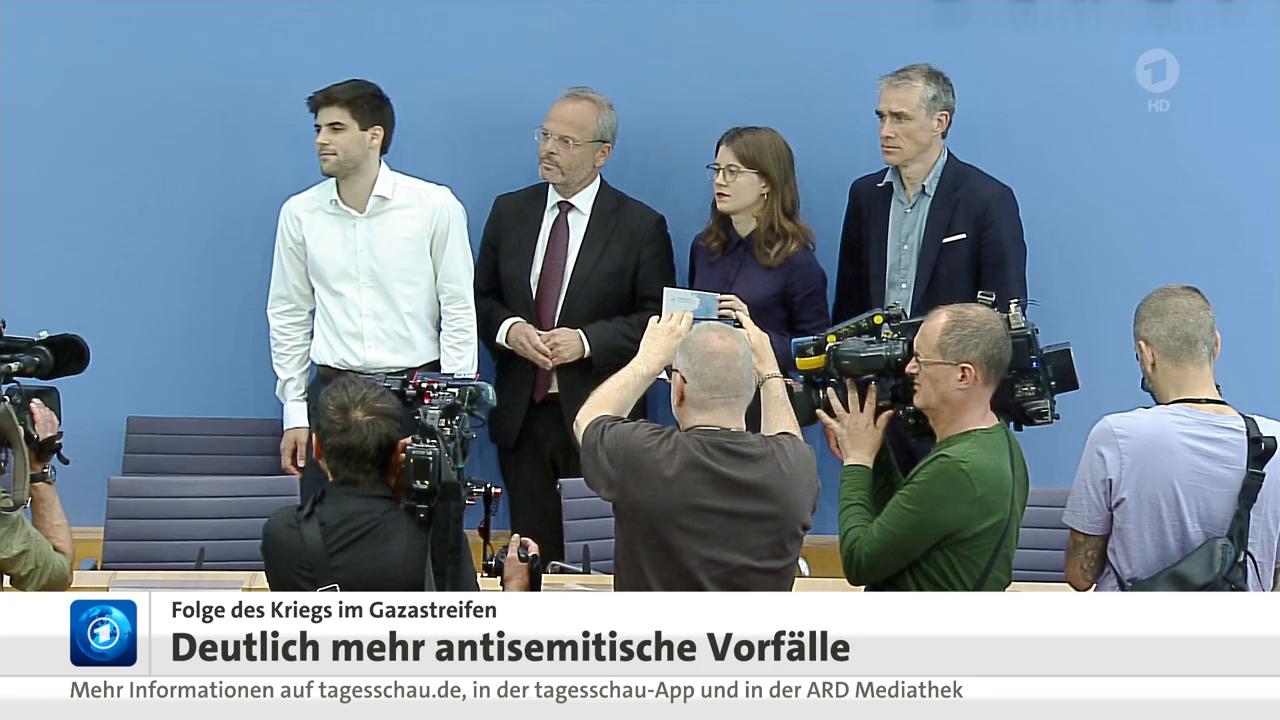 HD
Folge des Kriegs im Gazastreifen
Deutlich mehr antisemitische Vorfälle
Mehr Informationen auf tagesschau.de, in der tagesschau-App und in der ARD Mediathek